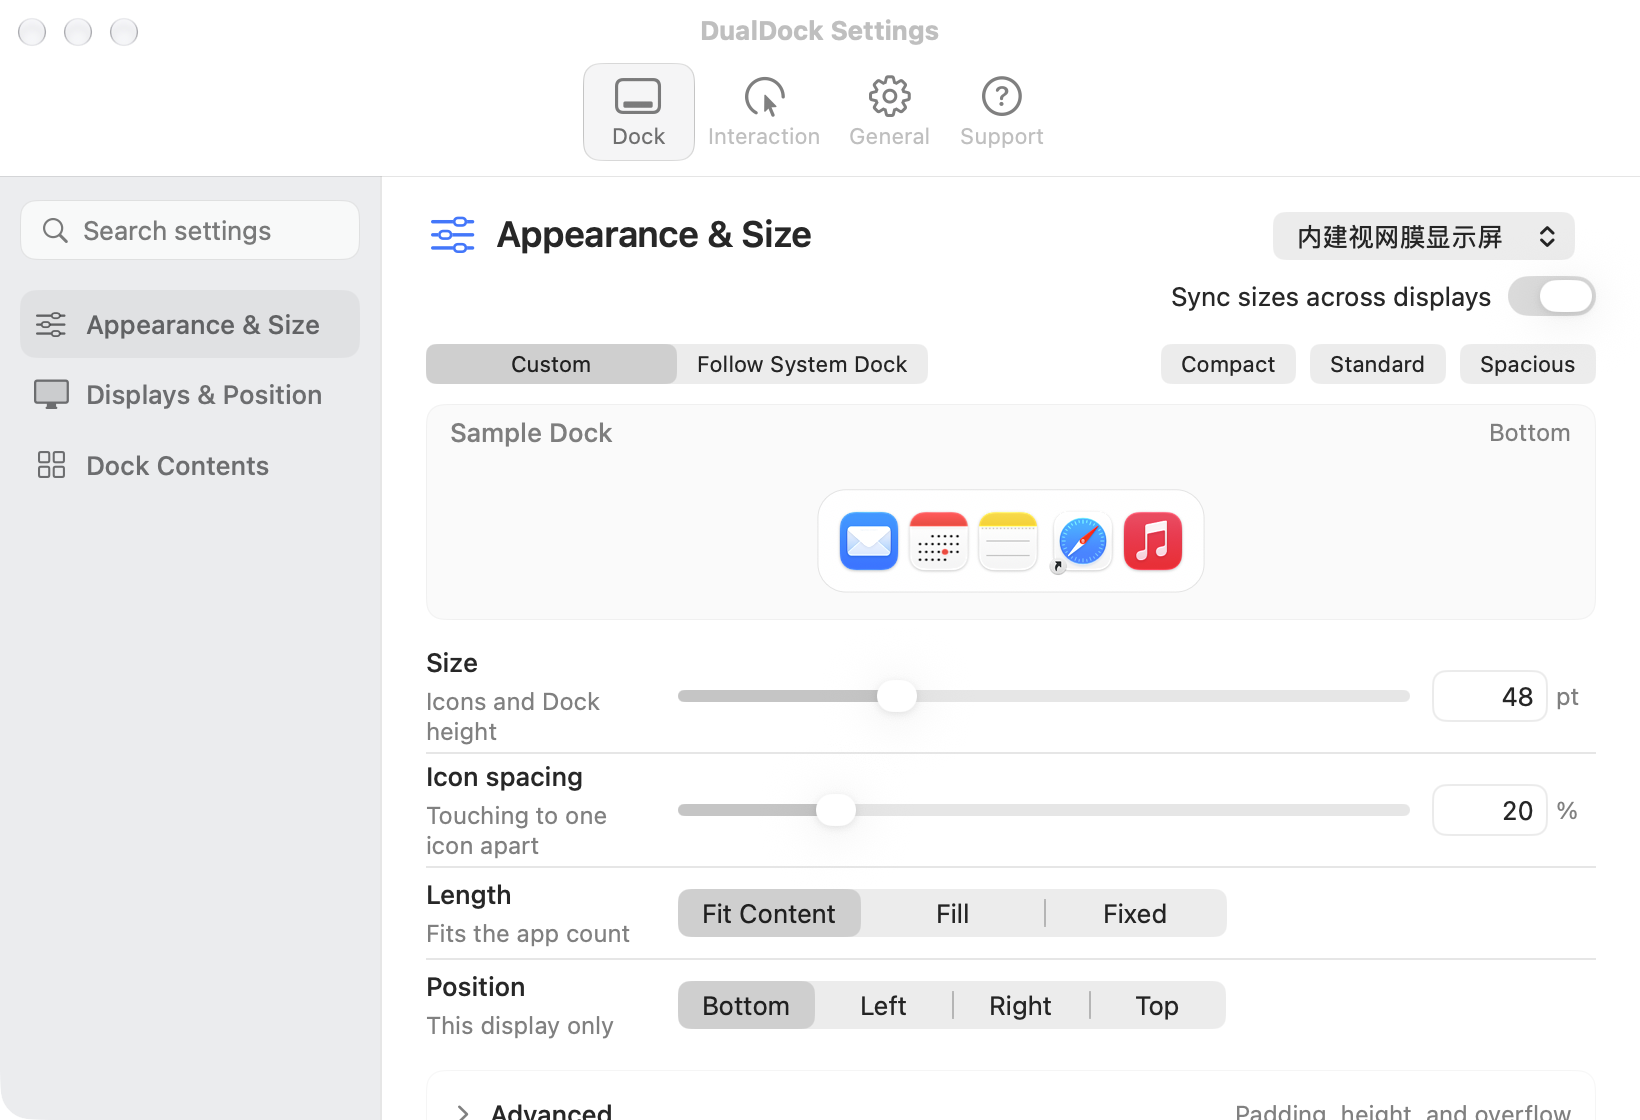 DualDock Settings
Dock
Interaction
General
Support
Search settings
Appearance & Size
Displays & Position
Dock Contents
Appearance & Size
内建视网膜显示屏
Sync sizes across displays
Custom
Follow System Dock
Compact
Standard
Spacious
Sample Dock
Bottom
Size
Icons and Dock
height
48 pt
Icon spacing
Touching to one
icon apart
20 %
Length
Fits the app count
Fit Content
Fill
Fixed
Position
This display only
Bottom
Left
Right
Top
Advanced
Padding, height, and overflow